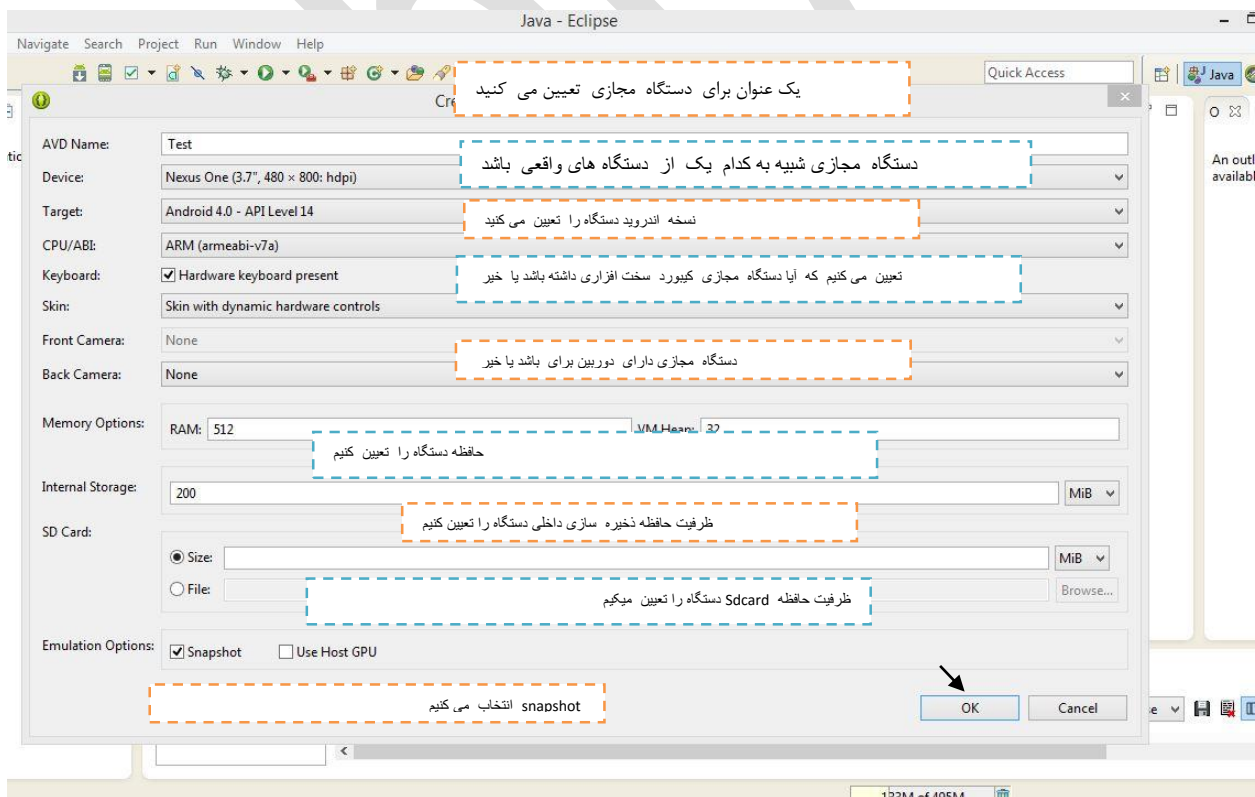 Java - Eclipse
Navigate Search Project Run Window Help
Quick Access
Java
یک عنوان برای دستگاه مجازی تعیین می کنید
Cre
AVD Name: Test
دستگاه مجازی شبیه به کدام یک از دستگاه های واقعی باشد
An outl
availabl
Device: Nexus One (3.7", 480 × 800: hdpi)
Target: Android 4.0 - API Level 14
نسخه اندروید دستگاه را تعیین می کنید
CPU/ABI: ARM (armeabi-v7a)
Keyboard: Hardware keyboard present
تعیین می کنیم که آیا دستگاه مجازی کیبورد سخت افزاری داشته باشد یا خیر
Skin: Skin with dynamic hardware controls
Front Camera: None
دستگاه مجازی دارای دوربین برای باشد یا خیر
Back Camera: None
Memory Options: RAM: 512 VM Heap: 32
حافظه دستگاه را تعیین کنیم
Internal Storage: 200 MiB
ظرفیت حافظه ذخیره سازی داخلی دستگاه را تعیین کنیم
SD Card:
Size: MiB
File: Browse...
ظرفیت حافظه Sdcard دستگاه را تعیین میکیم
Emulation Options: Snapshot Use Host GPU
snapshot انتخاب می کنیم
OK Cancel
133M of 495M